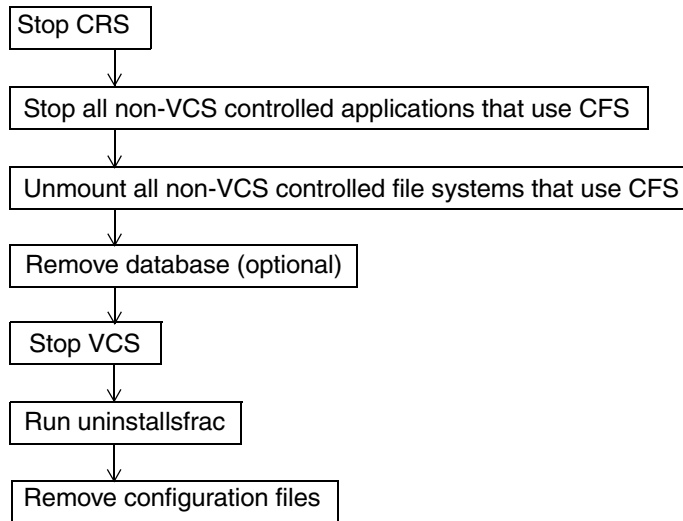 Stop CRS
Stop all non-VCS controlled applications that use CFS
Unmount all non-VCS controlled file systems that use CFS
Remove database (optional)
Stop VCS
Run uninstallsfrac
Remove configuration files